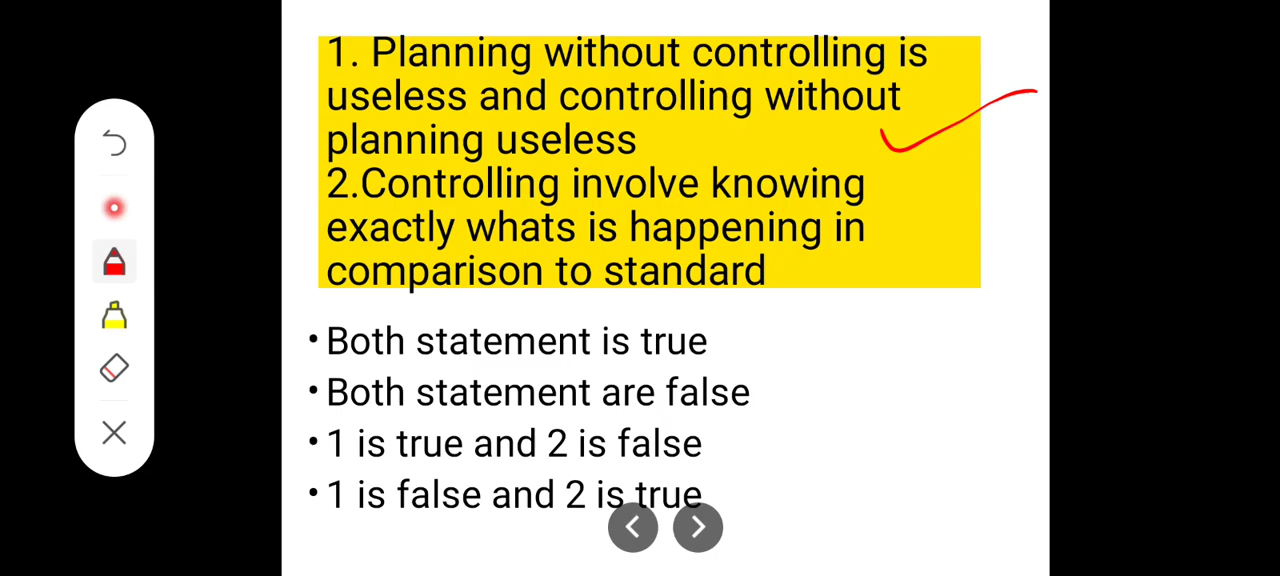 1. Planning without controlling is
useless and controlling without
planning useless
2.Controlling involve knowing
exactly whats is happening in
comparison to standard
• Both statement is true
• Both statement are false
• 1 is true and 2 is false
• 1 is false and 2 is true